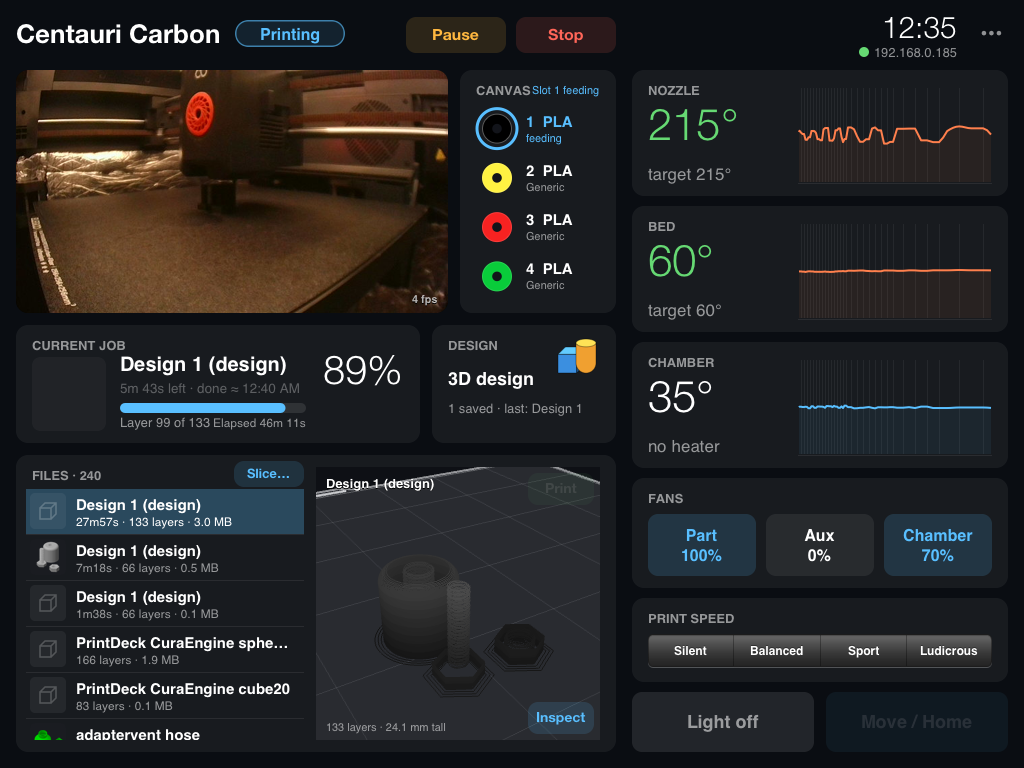 Centauri Carbon
Printing
Pause
Stop
12:35
192.168.0.185
4 fps
CANVAS Slot 1 feeding
1 PLA
feeding
2 PLA
Generic
3 PLA
Generic
4 PLA
Generic
NOZZLE
215°
target 215°
BED
60°
target 60°
CHAMBER
35°
no heater
CURRENT JOB
Design 1 (design)
5m 43s left · done ≈ 12:40 AM
Layer 99 of 133 Elapsed 46m 11s
89%
DESIGN
3D design
1 saved · last: Design 1
FILES · 240
Slice...
Design 1 (design)
27m57s · 133 layers · 3.0 MB
Design 1 (design)
7m18s · 66 layers · 0.5 MB
Design 1 (design)
1m38s · 66 layers · 0.1 MB
PrintDeck CuraEngine sphe...
166 layers · 1.9 MB
PrintDeck CuraEngine cube20
83 layers · 0.1 MB
adaptervent hose
Design 1 (design)
Print
133 layers · 24.1 mm tall
Inspect
FANS
Part
100%
Aux
0%
Chamber
70%
PRINT SPEED
Silent
Balanced
Sport
Ludicrous
Light off
Move / Home